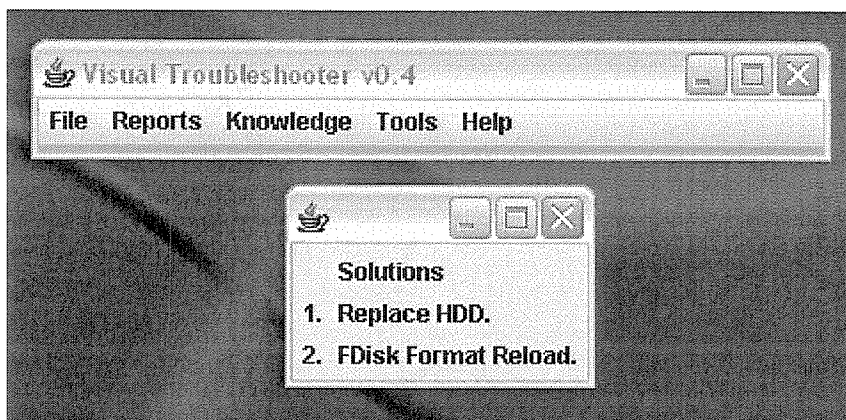 Visual Troubleshooter v0.4
File Reports Knowledge Tools Help
Solutions
1. Replace HDD.
2. FDisk Format Reload.